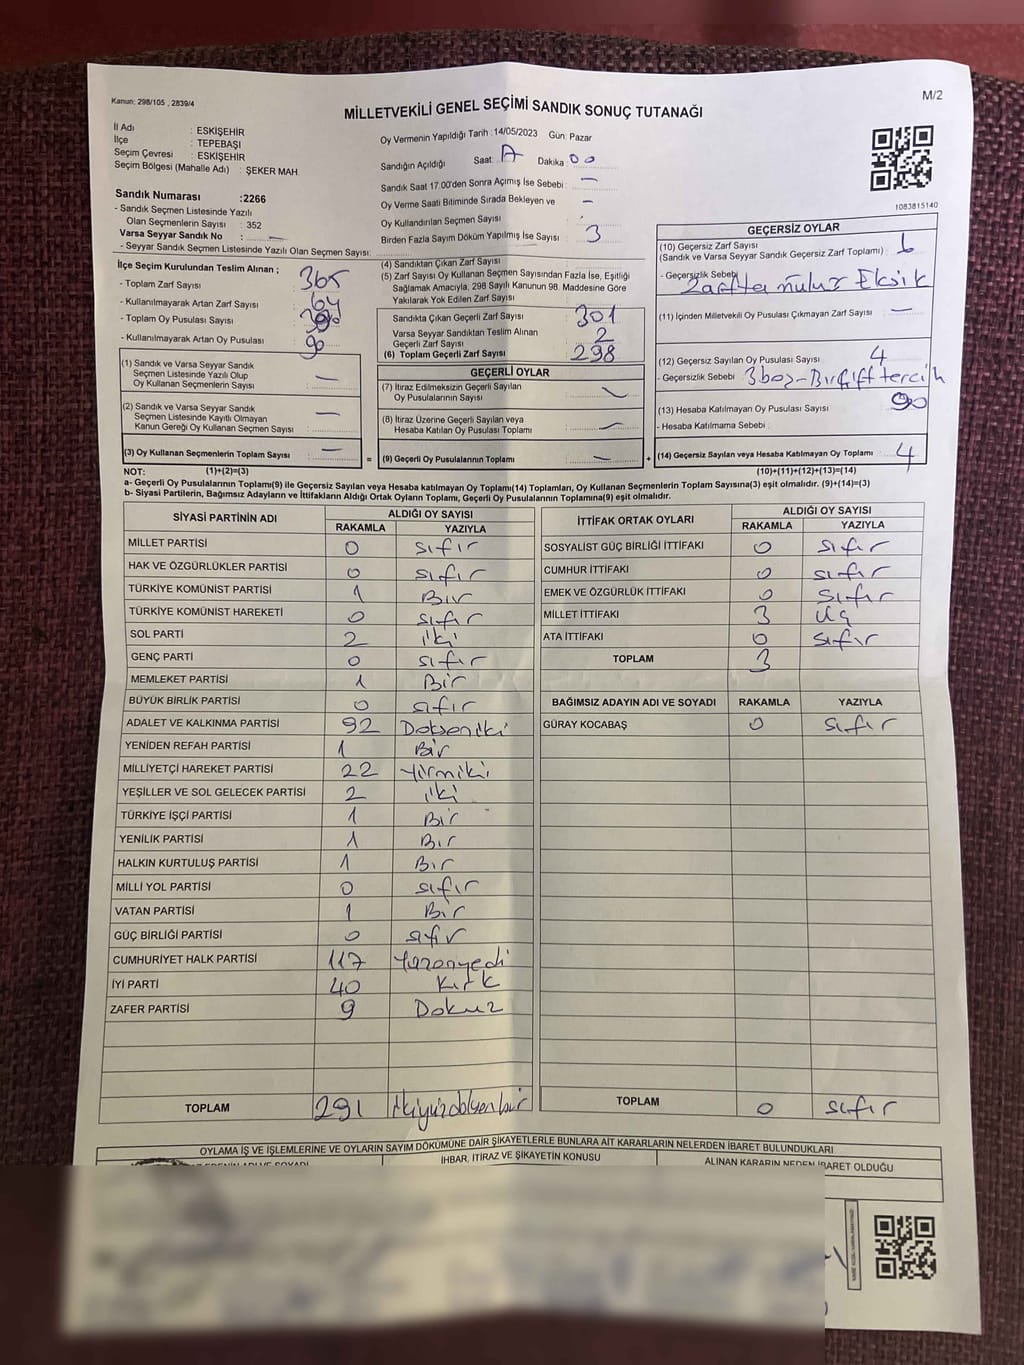 Kanun: 298/105 , 2839/4
M/2
MİLLETVEKİLİ GENEL SEÇİMİ SANDIK SONUÇ TUTANAĞI
İl Adı : ESKİŞEHİR
İlçe : TEPEBAŞI
Seçim Çevresi : ESKİŞEHİR
Seçim Bölgesi (Mahalle Adı) : ŞEKER MAH.
Sandık Numarası :2266
- Sandık Seçmen Listesinde Yazılı
Olan Seçmenlerin Sayısı : 352
Varsa Seyyar Sandık No : —
- Seyyar Sandık Seçmen Listesinde Yazılı Olan Seçmen Sayısı:
Oy Vermenin Yapıldığı Tarih :14/05/2023 Gün: Pazar
Sandığın Açıldığı Saat: Dakika: 00
Sandık Saat 17.00'den Sonra Açımış İse Sebebi : —
Oy Verme Saati Bitiminde Sırada Bekleyen ve —
Oy Kullandırılan Seçmen Sayısı
Birden Fazla Sayım Döküm Yapılmış İse Sayısı : 3
1083815140
İlçe Seçim Kurulundan Teslim Alınan ;
- Toplam Zarf Sayısı : 365
- Kullanılmayarak Artan Zarf Sayısı : 64
- Toplam Oy Pusulası Sayısı
- Kullanılmayarak Artan Oy Pusulası : 90
(1) Sandık ve Varsa Seyyar Sandık
Seçmen Listesinde Yazılı Olup
Oy Kullanan Seçmenlerin Sayısı : —
(2) Sandık ve Varsa Seyyar Sandık
Seçmen Listesinde Kayıtlı Olmayan
Kanun Gereği Oy Kullanan Seçmen Sayısı : —
(3) Oy Kullanan Seçmenlerin Toplam Sayısı : —
(4) Sandıktan Çıkan Zarf Sayısı
(5) Zarf Sayısı Oy Kullanan Seçmen Sayısından Fazla İse, Eşitliği
Sağlamak Amacıyla, 298 Sayılı Kanunun 98. Maddesine Göre
Yakılarak Yok Edilen Zarf Sayısı
Sandıkta Çıkan Geçerli Zarf Sayısı : 301
Varsa Seyyar Sandıktan Teslim Alınan
Geçerli Zarf Sayısı : 2
(6) Toplam Geçerli Zarf Sayısı : 298
GEÇERLİ OYLAR
(7) İtiraz Edilmeksizin Geçerli Sayılan
Oy Pusulalarının Sayısı : —
(8) İtiraz Üzerine Geçerli Sayılan veya
Hesaba Katılan Oy Pusulası Toplamı : —
= (9) Geçerli Oy Pusulalarının Toplamı : —
GEÇERSİZ OYLAR
(10) Geçersiz Zarf Sayısı
(Sandık ve Varsa Seyyar Sandık Geçersiz Zarf Toplamı) :
- Geçersizlik Sebebi : Eksik
(11) İçinden Milletvekili Oy Pusulası Çıkmayan Zarf Sayısı : —
(12) Geçersiz Sayılan Oy Pusulası Sayısı : 4
- Geçersizlik Sebebi : 3 boş-Birçift tercih
(13) Hesaba Katılmayan Oy Pusulası Sayısı : 90
- Hesaba Katılmama Sebebi :
+ (14) Geçersiz Sayılan veya Hesaba Katılmayan Oy Toplamı : 4
NOT: (1)+(2)=(3) (10)+(11)+(12)+(13)=(14)
a- Geçerli Oy Pusulalarının Toplamı(9) ile Geçersiz Sayılan veya Hesaba Katılmayan Oy Pusulası(14) Toplamları, Oy Kullanan Seçmenlerin Toplam Sayısına(3) eşit olmalıdır. (9)+(14)=(3)
b- Siyasi Partilerin, Bağımsız Adayların ve İttifakların Aldığı Ortak Oyların Toplamı, Geçerli Oy Pusulalarının Toplamına(9) eşit olmalıdır.
SİYASİ PARTİNİN ADI ALDIĞI OY SAYISI
RAKAMLA YAZIYLA
MİLLET PARTİSİ 0 sıfır
HAK VE ÖZGÜRLÜKLER PARTİSİ 0 sıfır
TÜRKİYE KOMÜNİST PARTİSİ 1 Bir
TÜRKİYE KOMÜNİST HAREKETİ 0 sıfır
SOL PARTİ 2 iki
GENÇ PARTİ 0 sıfır
MEMLEKET PARTİSİ 1 Bir
BÜYÜK BİRLİK PARTİSİ 0 sıfır
ADALET VE KALKINMA PARTİSİ 92 Doksaniki
YENİDEN REFAH PARTİSİ 1 Bir
MİLLİYETÇİ HAREKET PARTİSİ 22 Yirmiki
YEŞİLLER VE SOL GELECEK PARTİSİ 2 iki
TÜRKİYE İŞÇİ PARTİSİ 1 Bir
YENİLİK PARTİSİ 1 Bir
HALKIN KURTULUŞ PARTİSİ 1 Bir
MİLLİ YOL PARTİSİ 0 sıfır
VATAN PARTİSİ 1 Bir
GÜÇ BİRLİĞİ PARTİSİ 0 sıfır
CUMHURİYET HALK PARTİSİ 117 Yüzonyedi
İYİ PARTİ 40 Kırk
ZAFER PARTİSİ 9 Dokuz
TOPLAM 291 ikiyüzdoksanbir
İTTİFAK ORTAK OYLARI ALDIĞI OY SAYISI
RAKAMLA YAZIYLA
SOSYALİST GÜÇ BİRLİĞİ İTTİFAKI 0 sıfır
CUMHUR İTTİFAKI 0 sıfır
EMEK VE ÖZGÜRLÜK İTTİFAKI 0 sıfır
MİLLET İTTİFAKI 3 üç
ATA İTTİFAKI 0 sıfır
TOPLAM 3
BAĞIMSIZ ADAYIN ADI VE SOYADI RAKAMLA YAZIYLA
GÜRAY KOCABAŞ 0 sıfır
TOPLAM 0 sıfır
OYLAMA İŞ VE İŞLEMLERİNE VE OYLARIN SAYIM DÖKÜMÜNE DAİR ŞİKAYETLERLE BUNLARA AİT KARARLARIN NELERDEN İBARET BULUNDUKLARI
İHBAR, İTİRAZ VE ŞİKAYETİN KONUSU
ALINAN KARARIN NEDEN İBARET OLDUĞU